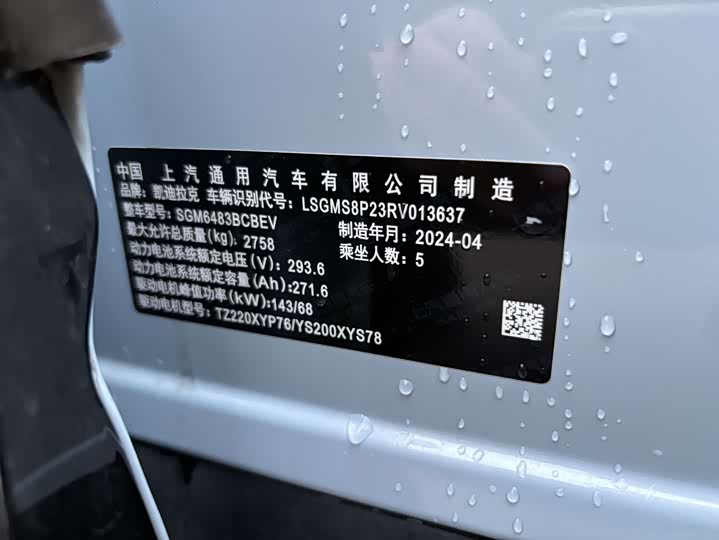 中国 上汽通用汽车有限公司制造
品牌: 凯迪拉克 车辆识别代号: LSGMS8P23RV013637
整车型号: SGM6483BCBEV 制造年月: 2024-04
最大允许总质量(kg): 2758 乘坐人数: 5
动力电池系统额定电压(V): 293.6
动力电池系统额定容量(Ah):271.6
驱动电机峰值功率(kW):143/68
驱动电机型号: TZ220XYP76/YS200XYS78